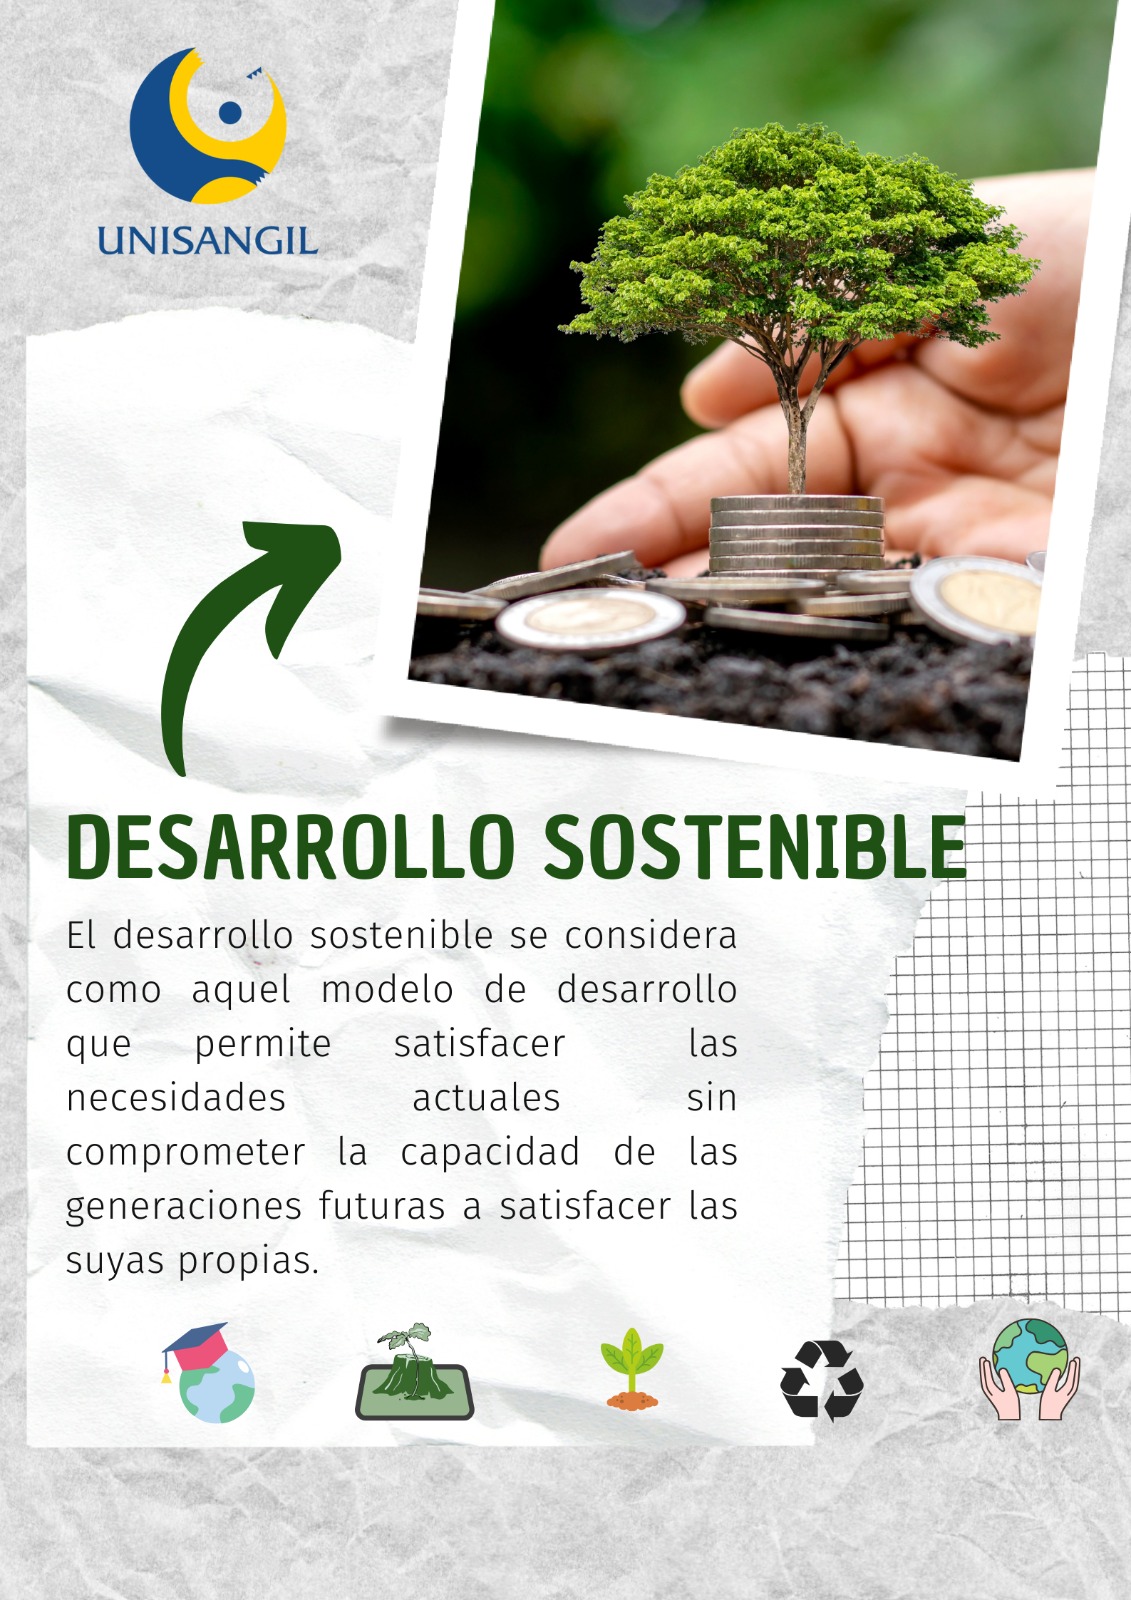 UNISANGIL
DESARROLLO SOSTENIBLE
El desarrollo sostenible se considera
como aquel modelo de desarrollo
que permite satisfacer las
necesidades actuales sin
comprometer la capacidad de las
generaciones futuras a satisfacer las
suyas propias.